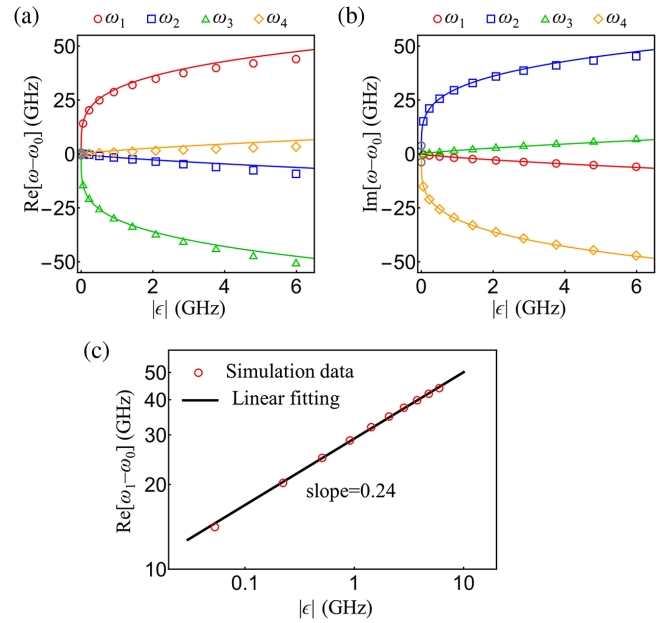 (a)
ω₁ ω₂ ω₃ ω₄
50
25
0
−25
−50
Re[ω−ω₀] (GHz)
0 2 4 6
|ϵ| (GHz)
(b)
ω₁ ω₂ ω₃ ω₄
50
25
0
−25
−50
Im[ω−ω₀] (GHz)
0 2 4 6
|ϵ| (GHz)
(c)
50
40
30
20
10
Re[ω₁−ω₀] (GHz)
Simulation data
Linear fitting
slope=0.24
0.1 1 10
|ϵ| (GHz)